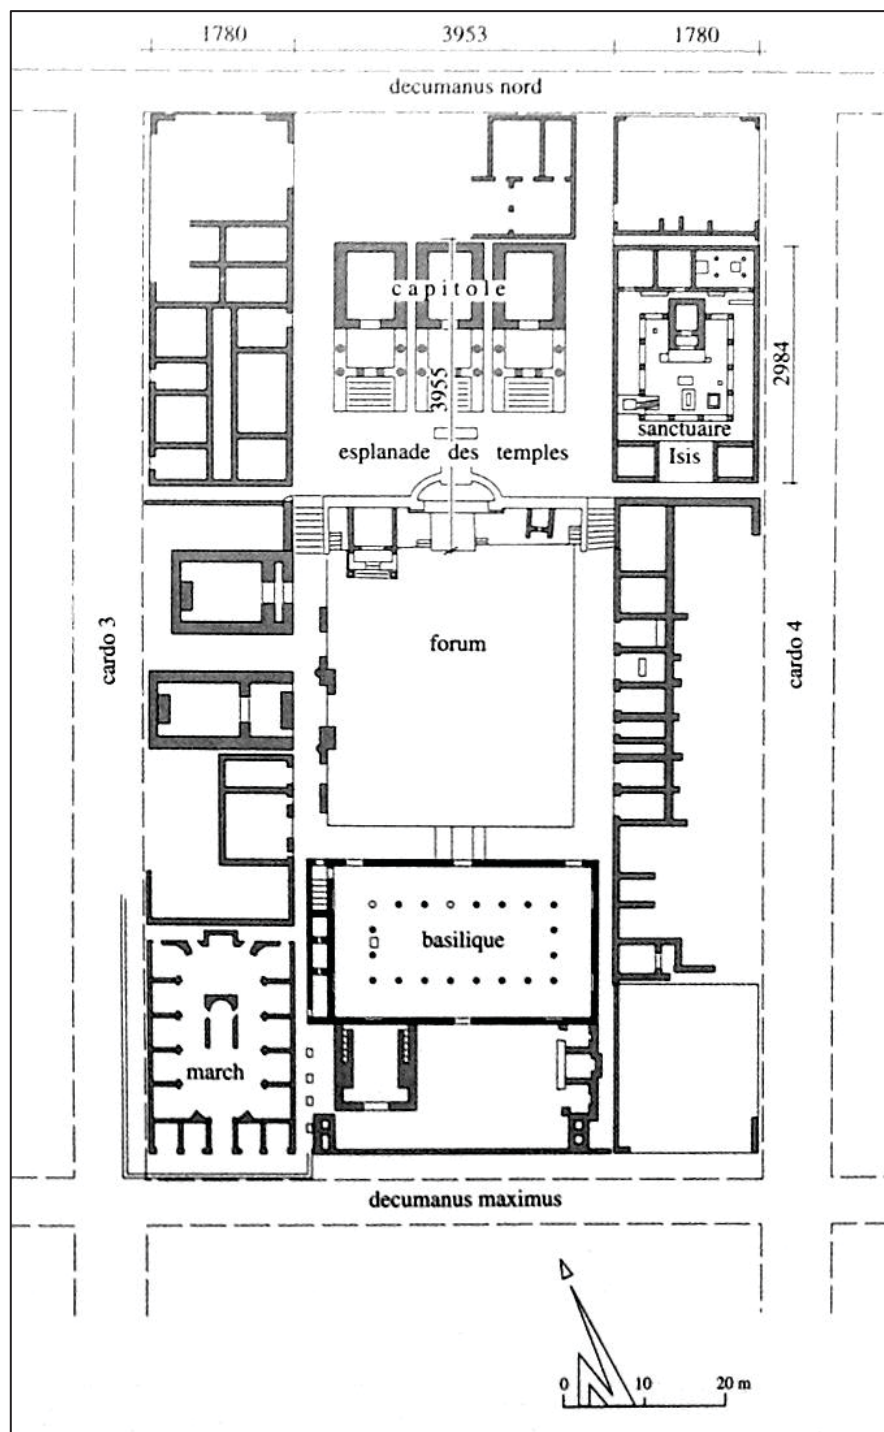 1780 3953 1780
decumanus nord
capitole
3955
2984
sanctuaire
Isis
esplanade des temples
cardo 3
forum
cardo 4
basilique
march
decumanus maximus
0 10 20 m